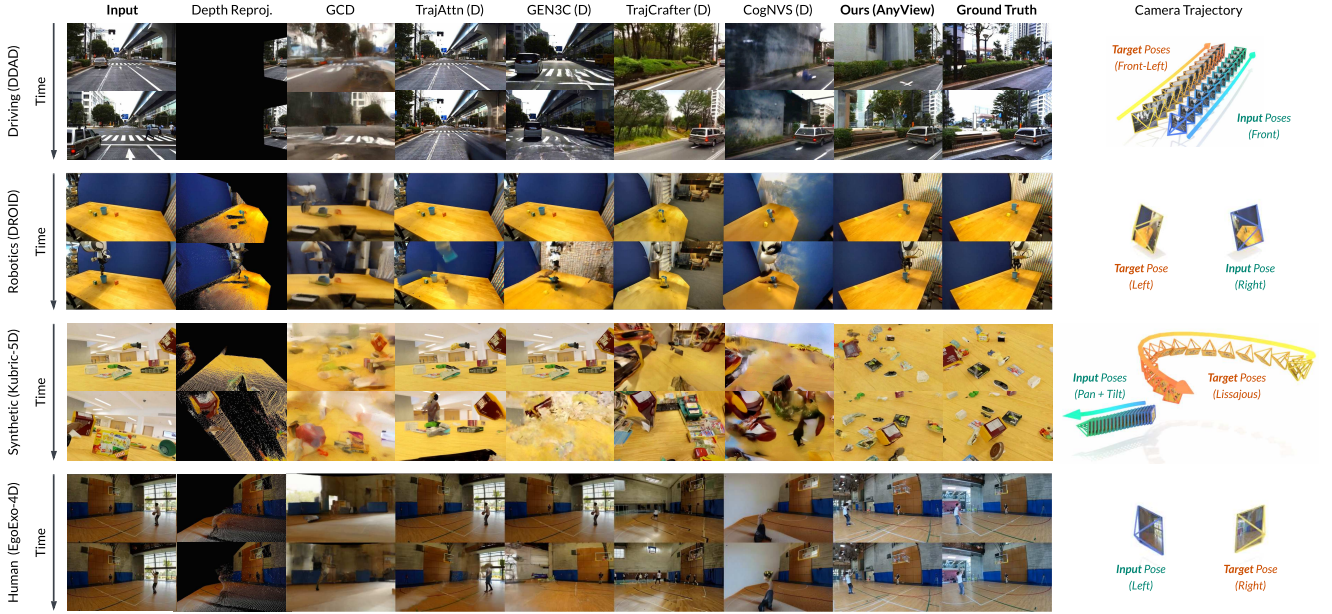 Input Depth Reproj. GCD TrajAttn (D) GEN3C (D) TrajCrafter (D) CogNVS (D) Ours (AnyView) Ground Truth Camera Trajectory
Driving (DDAD)
Time
Target Poses
(Front-Left)
Input Poses
(Front)
Robotics (DROID)
Time
Target Pose
(Left)
Input Pose
(Right)
Synthetic (Kubric-5D)
Time
Input Poses
(Pan + Tilt)
Target Poses
(Lissajous)
Human (EgoExo-4D)
Time
Input Pose
(Left)
Target Pose
(Right)